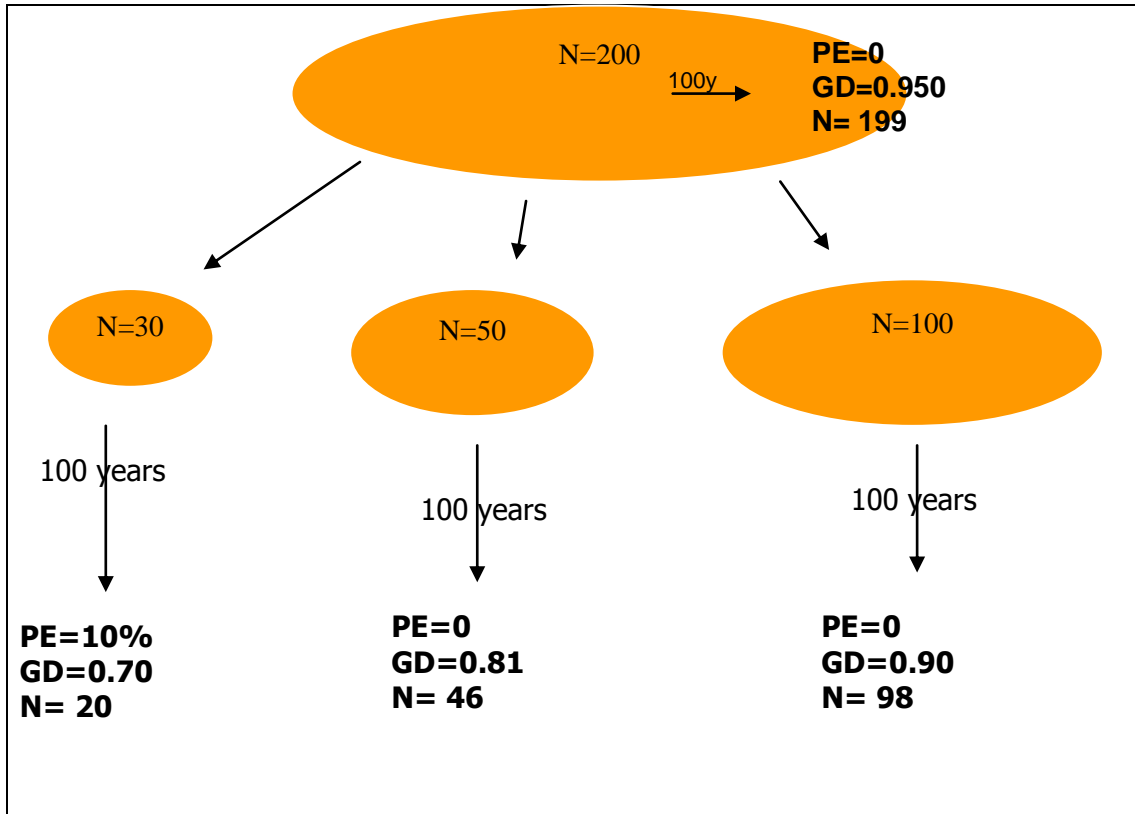 N=200
100y
PE=0
GD=0.950
N= 199
N=30
N=50
N=100
100 years
100 years
100 years
PE=10%
GD=0.70
N= 20
PE=0
GD=0.81
N= 46
PE=0
GD=0.90
N= 98